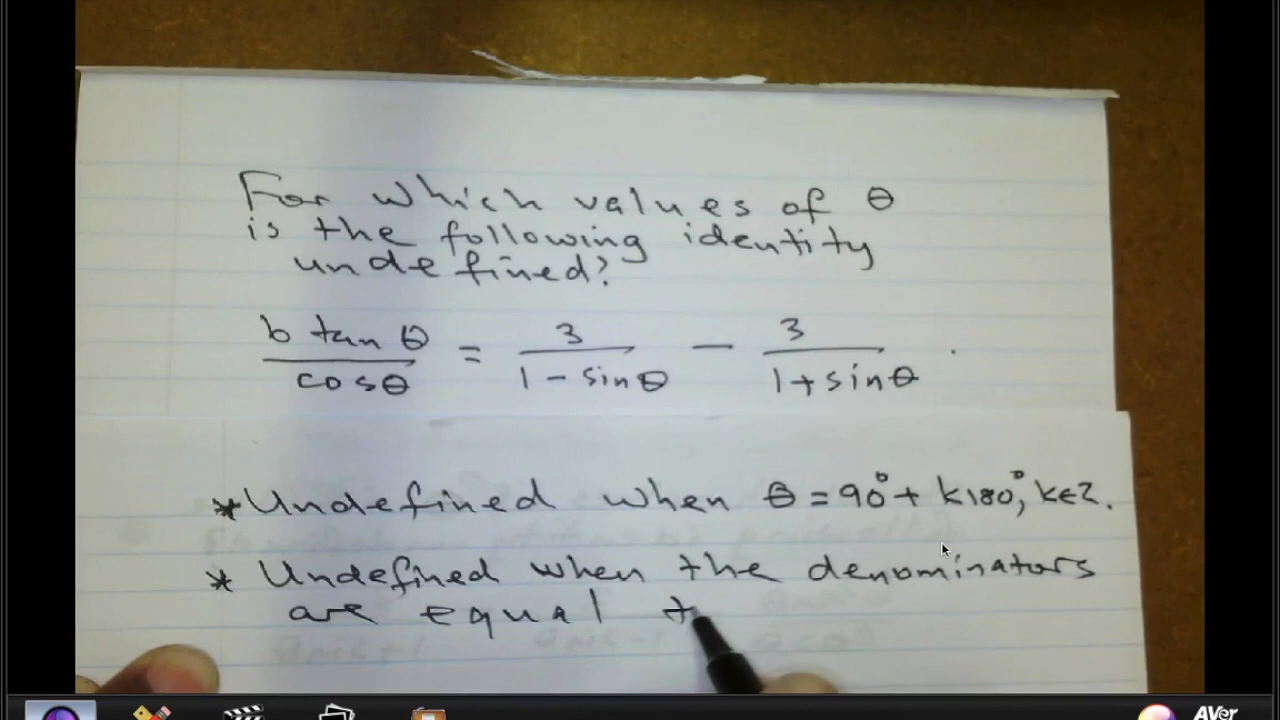 For which values of θ
is the following identity
undefined?
6 tan θ / cos θ = 3 / 1 - sin θ - 3 / 1 + sin θ .
* Undefined when θ = 90° + k180°, k∈Z.
* Undefined when the denominators
are equal t
AVer